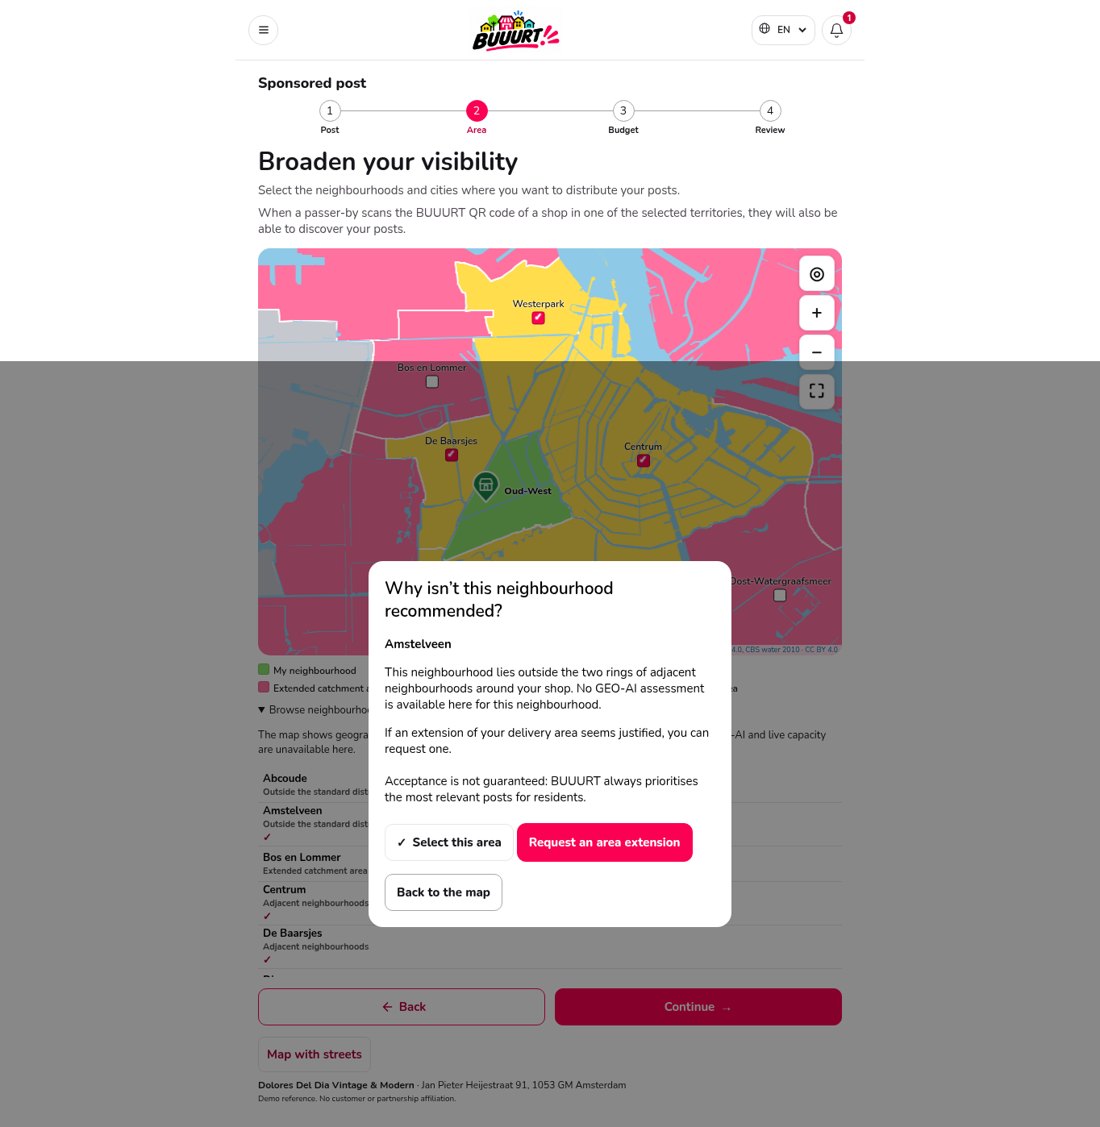 BUUURT!
EN
1
Sponsored post
1
2
3
4
Post
Area
Budget
Review
Broaden your visibility
Select the neighbourhoods and cities where you want to distribute your posts.
When a passer-by scans the BUUURT QR code of a shop in one of the selected territories, they will also be
able to discover your posts.
Westerpark
Bos en Lommer
De Baarsjes
Centrum
Oud-West
Oost-Watergraafsmeer
4.0, CBS water 2010 · CC BY 4.0
My neighbourhood
Extended catchment
Browse neighbourho
The map shows geogra
-AI and live capacity
are unavailable here.
Why isn’t this neighbourhood
recommended?
Amstelveen
This neighbourhood lies outside the two rings of adjacent
neighbourhoods around your shop. No GEO-AI assessment
is available here for this neighbourhood.
If an extension of your delivery area seems justified, you can
request one.
Acceptance is not guaranteed: BUUURT always prioritises
the most relevant posts for residents.
✓ Select this area
Request an area extension
Back to the map
Abcoude
Outside the standard dist
Amstelveen
Outside the standard dist
✓
Bos en Lommer
Extended catchment area
Centrum
Adjacent neighbourhoods
✓
De Baarsjes
Adjacent neighbourhoods
✓
← Back
Continue →
Map with streets
Dolores Del Dia Vintage & Modern · Jan Pieter Heijestraat 91, 1053 GM Amsterdam
Demo reference. No customer or partnership affiliation.